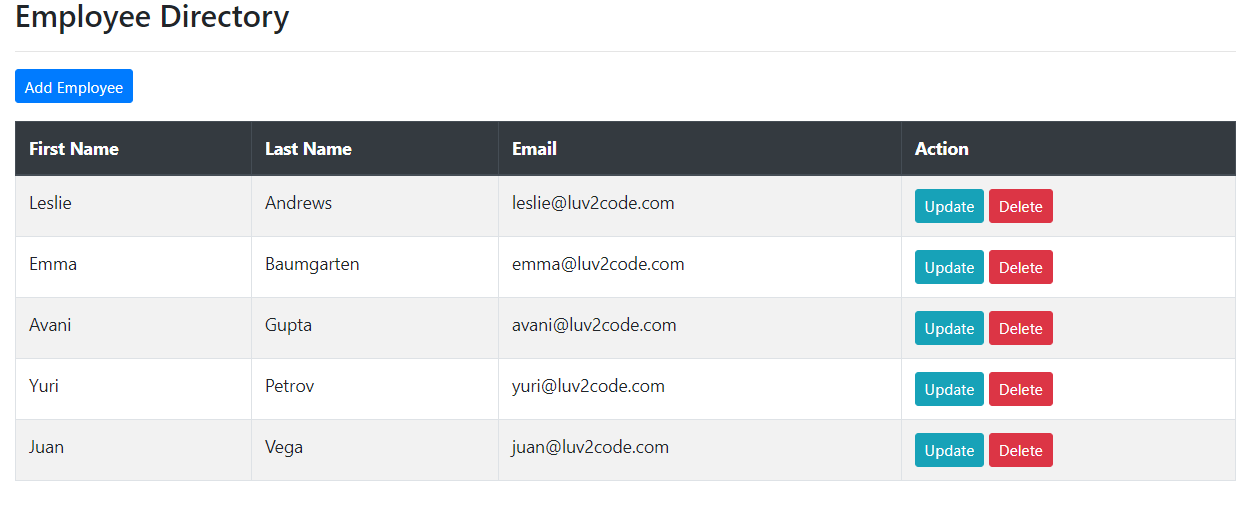 Employee Directory
Add Employee
First Name Last Name Email Action
Leslie Andrews leslie@luv2code.com Update Delete
Emma Baumgarten emma@luv2code.com Update Delete
Avani Gupta avani@luv2code.com Update Delete
Yuri Petrov yuri@luv2code.com Update Delete
Juan Vega juan@luv2code.com Update Delete